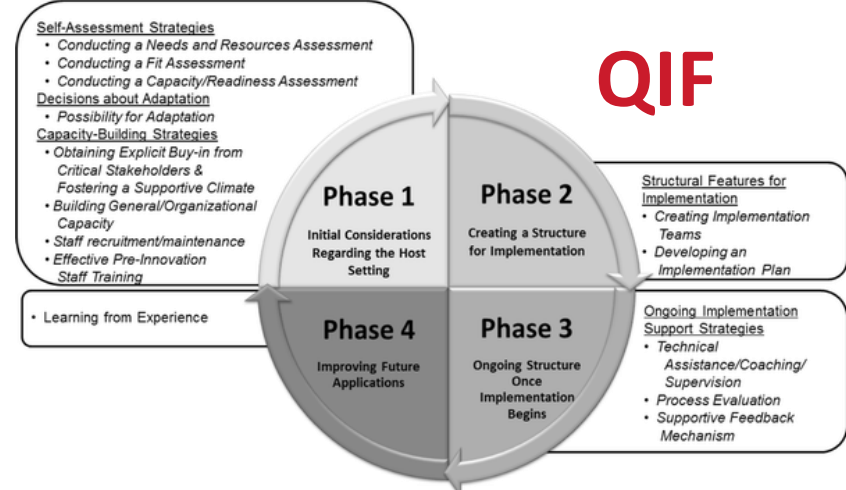 QIF
Self-Assessment Strategies
• Conducting a Needs and Resources Assessment
• Conducting a Fit Assessment
• Conducting a Capacity/Readiness Assessment
Decisions about Adaptation
• Possibility for Adaptation
Capacity-Building Strategies
• Obtaining Explicit Buy-in from
Critical Stakeholders &
Fostering a Supportive Climate
• Building General/Organizational
Capacity
• Staff recruitment/maintenance
• Effective Pre-Innovation
Staff Training
Phase 1
Initial Considerations
Regarding the Host
Setting
Phase 2
Creating a Structure
for Implementation
Structural Features for
Implementation
• Creating Implementation
Teams
• Developing an
Implementation Plan
• Learning from Experience
Phase 4
Improving Future
Applications
Phase 3
Ongoing Structure
Once
Implementation
Begins
Ongoing Implementation
Support Strategies
• Technical
Assistance/Coaching/
Supervision
• Process Evaluation
• Supportive Feedback
Mechanism